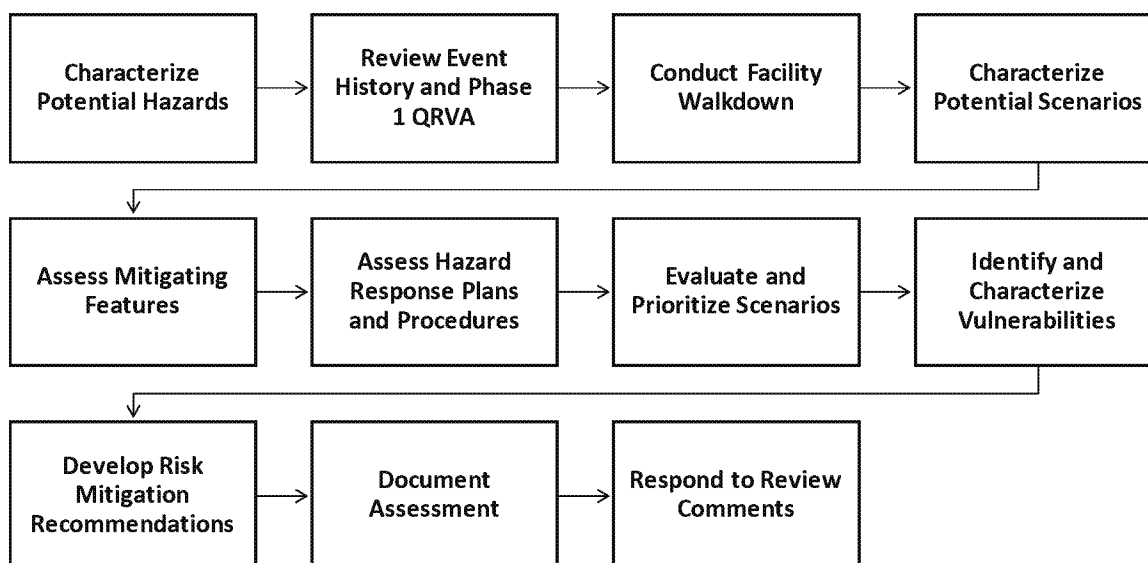 Characterize
Potential Hazards
Review Event
History and Phase
1 QRVA
Conduct Facility
Walkdown
Characterize
Potential Scenarios
Assess Mitigating
Features
Assess Hazard
Response Plans
and Procedures
Evaluate and
Prioritize Scenarios
Identify and
Characterize
Vulnerabilities
Develop Risk
Mitigation
Recommendations
Document
Assessment
Respond to Review
Comments